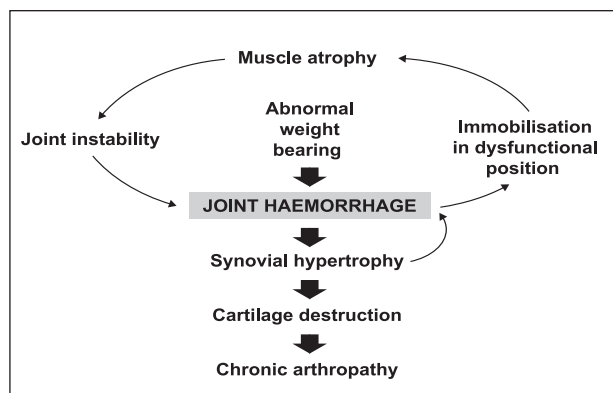 Muscle atrophy
Abnormal
weight
bearing
Joint instability
Immobilisation
in dysfunctional
position
JOINT HAEMORRHAGE
Synovial hypertrophy
Cartilage destruction
Chronic arthropathy